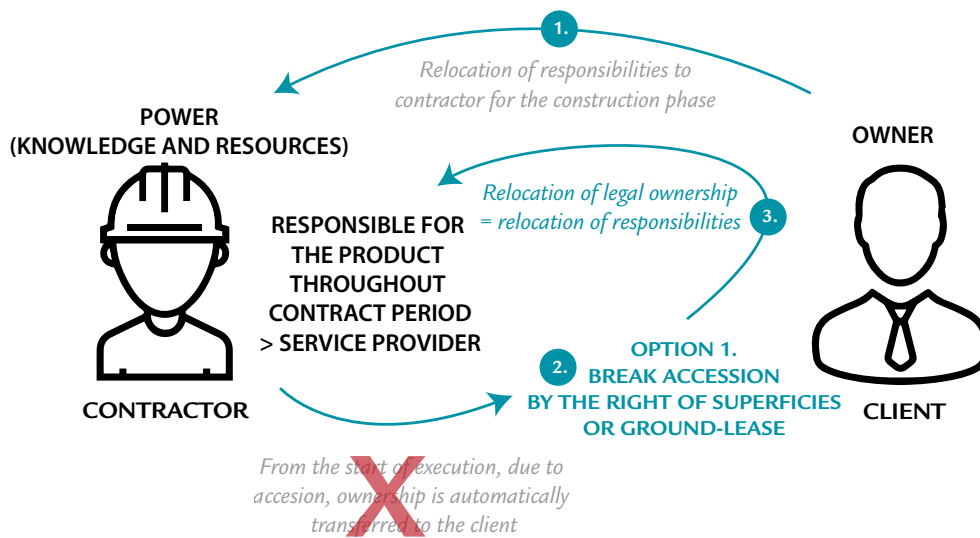 1.
Relocation of responsibilities to
contractor for the construction phase
POWER
(KNOWLEDGE AND RESOURCES)
OWNER
Relocation of legal ownership
= relocation of responsibilities
3.
RESPONSIBLE FOR
THE PRODUCT
THROUGHOUT
CONTRACT PERIOD
> SERVICE PROVIDER
2.
OPTION 1.
BREAK ACCESSION
BY THE RIGHT OF SUPERFICIES
OR GROUND-LEASE
CONTRACTOR
CLIENT
From the start of execution, due to
accesion, ownership is automatically
transferred to the client
X